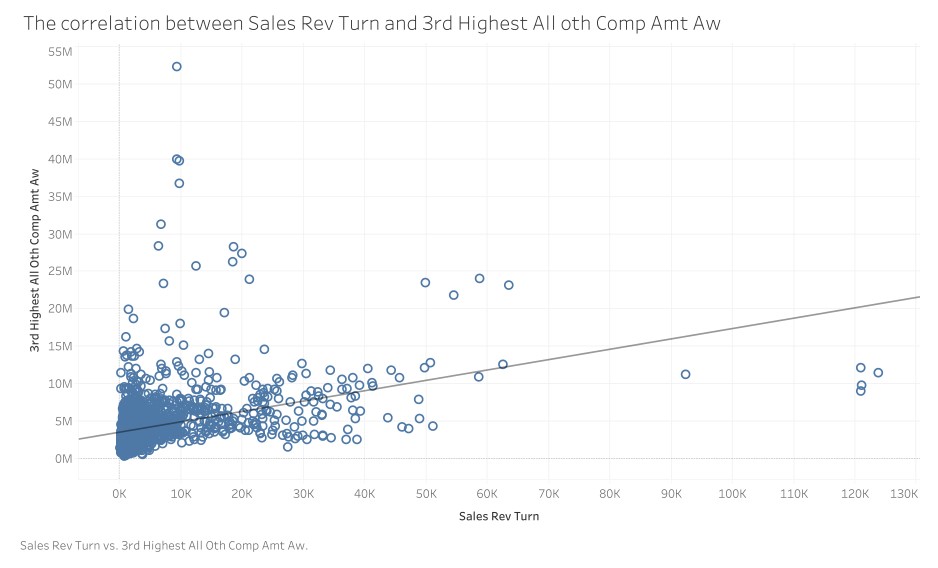 The correlation between Sales Rev Turn and 3rd Highest All oth Comp Amt Aw
55M
50M
45M
40M
35M
30M
25M
20M
15M
10M
5M
0M
3rd Highest All Oth Comp Amt Aw
0K 10K 20K 30K 40K 50K 60K 70K 80K 90K 100K 110K 120K 130K
Sales Rev Turn
Sales Rev Turn vs. 3rd Highest All Oth Comp Amt Aw.